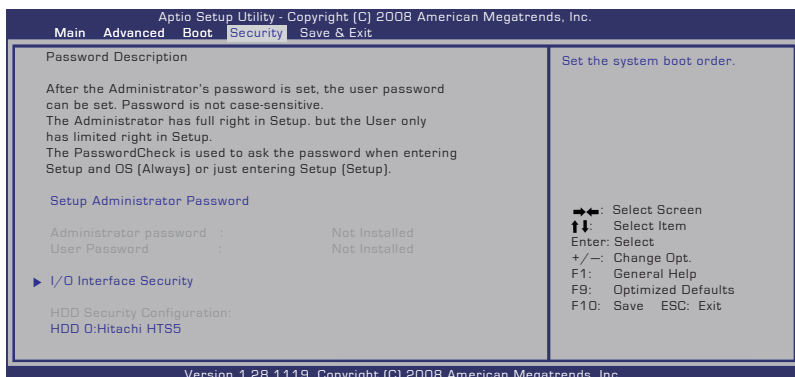 Aptio Setup Utility - Copyright (C) 2008 American Megatrends, Inc.
Main Advanced Boot Security Save & Exit
Password Description
After the Administrator's password is set, the user password
can be set. Password is not case-sensitive.
The Administrator has full right in Setup. but the User only
has limited right in Setup.
The PasswordCheck is used to ask the password when entering
Setup and OS (Always) or just entering Setup (Setup).
Setup Administrator Password
Administrator password : Not Installed
User Password : Not Installed
I/O Interface Security
HDD Security Configuration:
HDD 0:Hitachi HTS5
Set the system boot order.
→←: Select Screen
↑↓: Select Item
Enter: Select
+/—: Change Opt.
F1: General Help
F9: Optimized Defaults
F10: Save ESC: Exit
Version 1.28.1119. Copyright (C) 2008 American Megatrends, Inc.